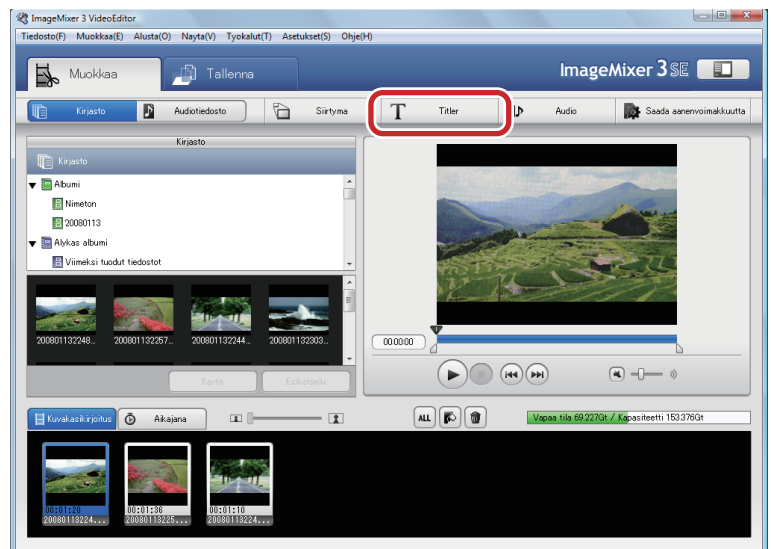 ImageMixer 3 VideoEditor
Tiedosto(F) Muokkaa(E) Alusta(O) Nayta(V) Tyokalut(T) Asetukset(S) Ohje(H)
Muokkaa Tallenna ImageMixer 3 SE
Kirjasto Audiotiedosto Siirtyma T Titler Audio Saada aanenvoimakkuutta
Kirjasto
Kirjasto
Albumi
Nimeton
20080113
Alykas albumi
Viimeksi tuodut tiedostot
200801132248... 200801132257... 200801132244... 200801132303...
00:00:00
Kayta Esikatselu
Kuvakasikirjoitus Aikajana ALL Vapaa tila 69.227Gt / Kapasiteetti 153.376Gt
00:01:20 00:01:36 00:01:10
20080113224... 20080113225... 20080113224...